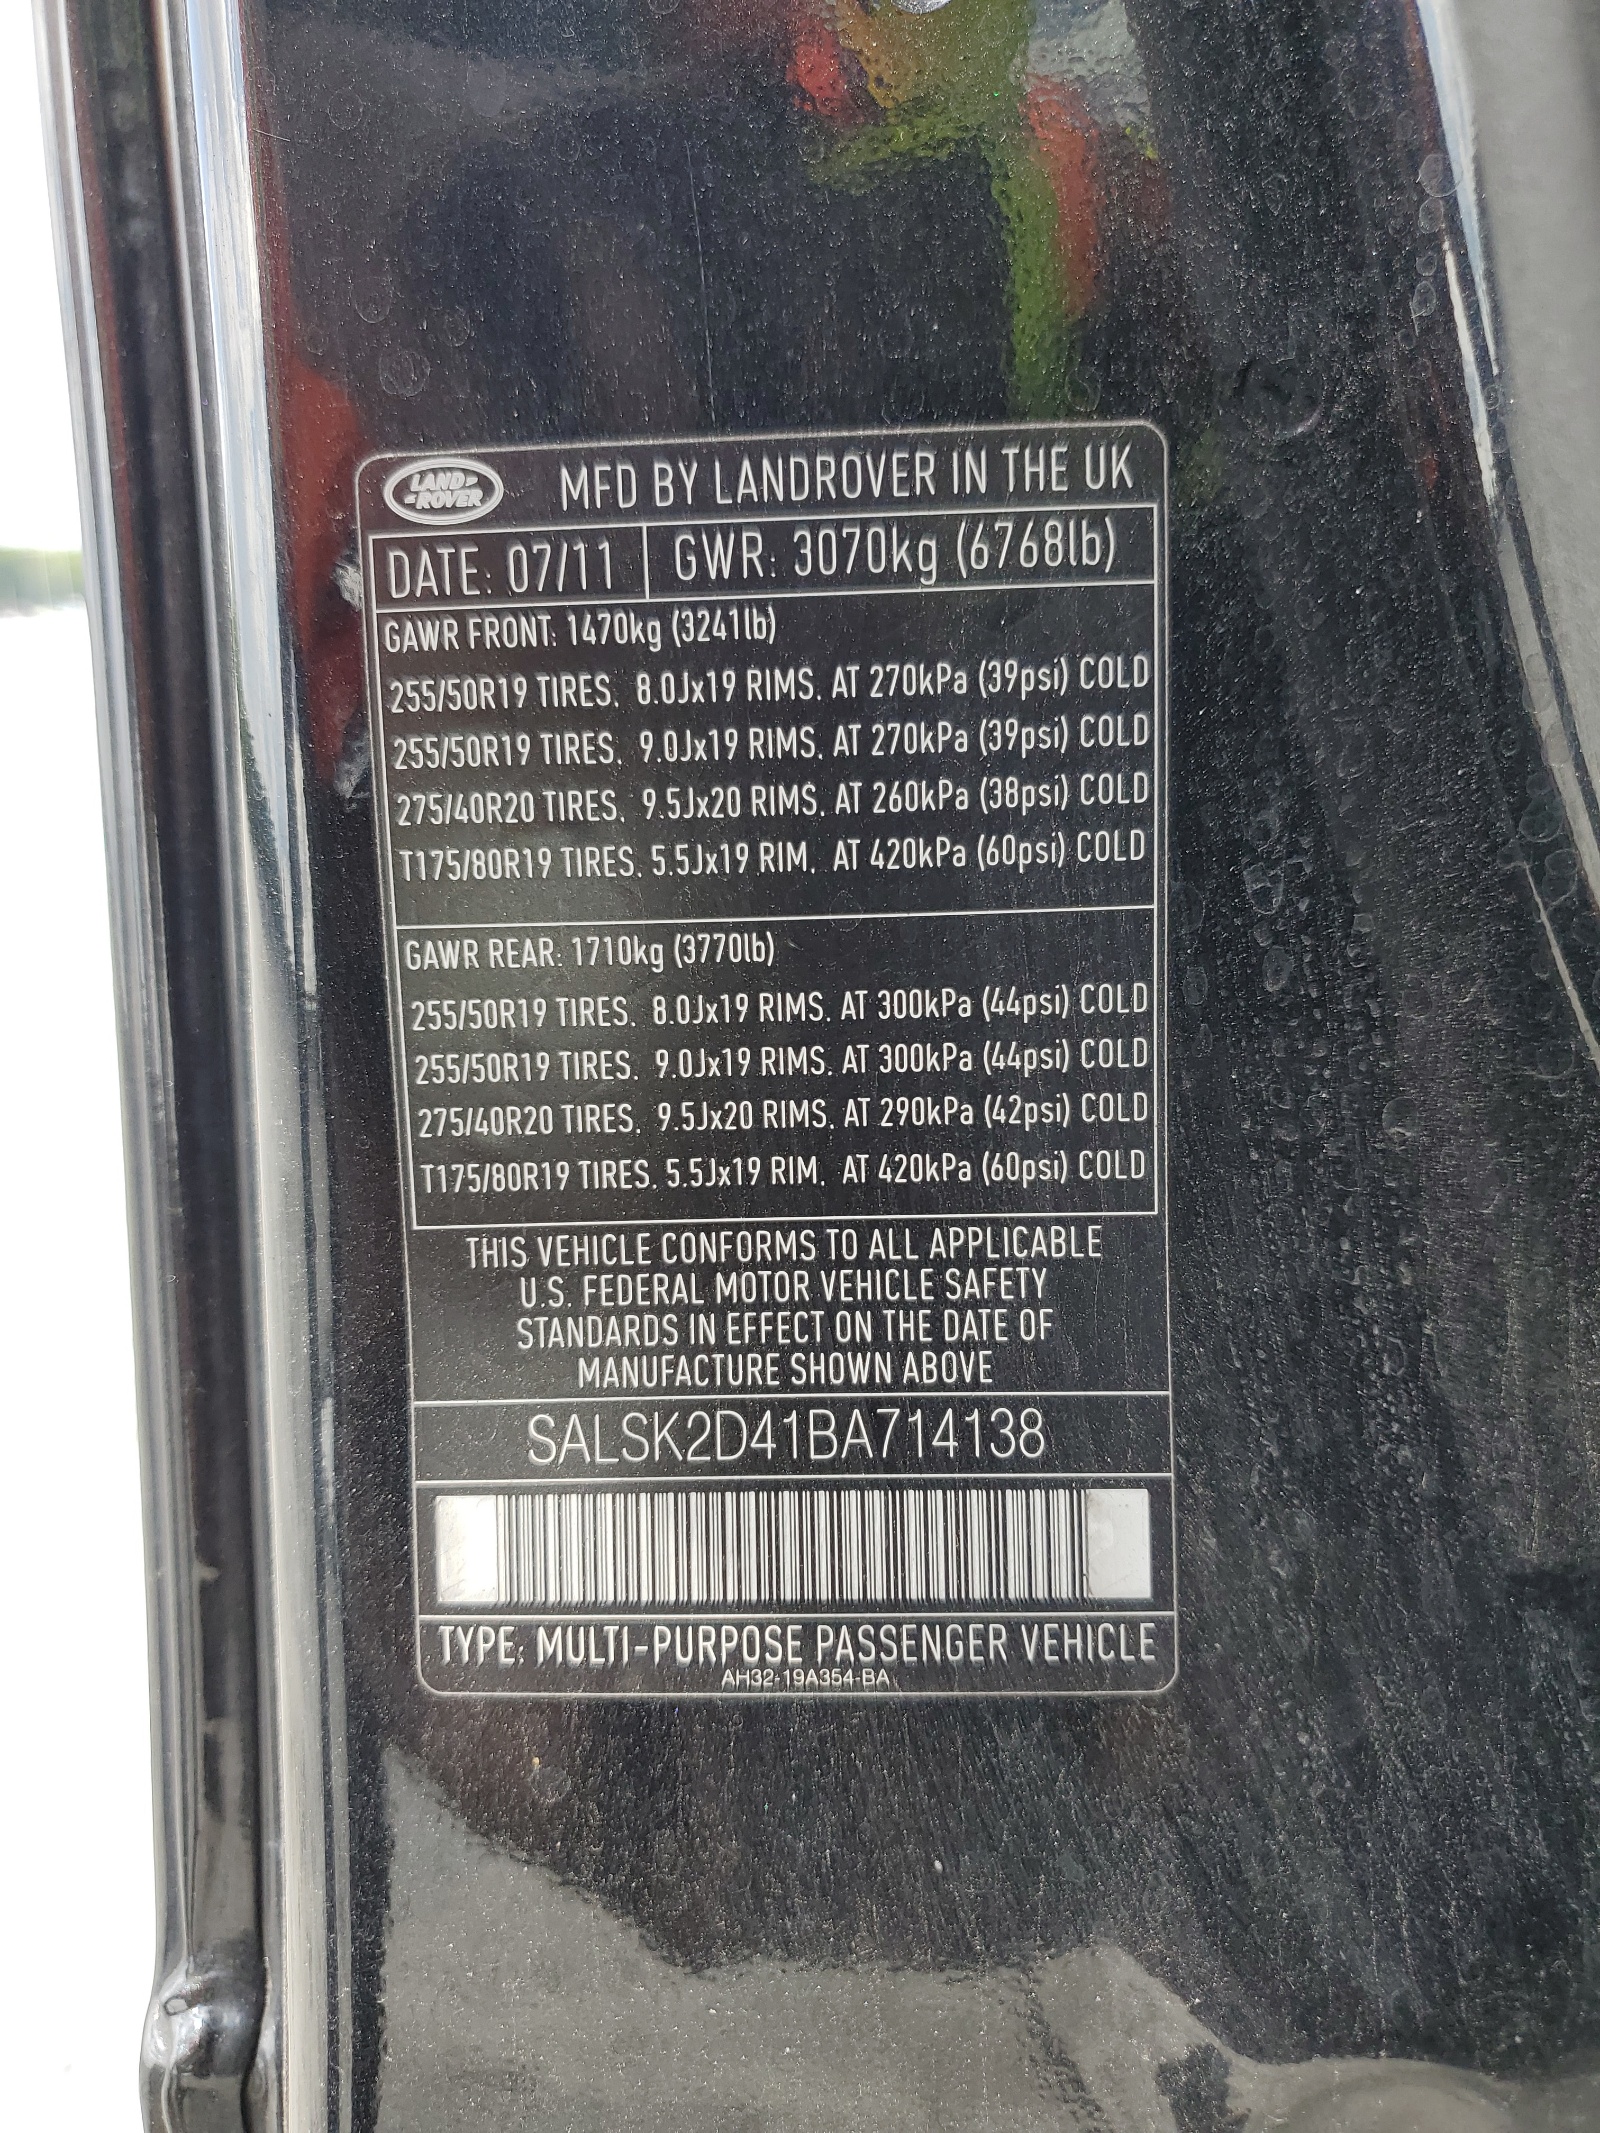 LAND ROVER
MFD BY LANDROVER IN THE UK
DATE: 07/11 GWR: 3070kg (6768lb)
GAWR FRONT: 1470kg (3241lb)
255/50R19 TIRES. 8.0Jx19 RIMS. AT 270kPa (39psi) COLD
255/50R19 TIRES. 9.0Jx19 RIMS. AT 270kPa (39psi) COLD
275/40R20 TIRES. 9.5Jx20 RIMS. AT 260kPa (38psi) COLD
T175/80R19 TIRES. 5.5Jx19 RIM. AT 420kPa (60psi) COLD
GAWR REAR: 1710kg (3770lb)
255/50R19 TIRES. 8.0Jx19 RIMS. AT 300kPa (44psi) COLD
255/50R19 TIRES. 9.0Jx19 RIMS. AT 300kPa (44psi) COLD
275/40R20 TIRES. 9.5Jx20 RIMS. AT 290kPa (42psi) COLD
T175/80R19 TIRES. 5.5Jx19 RIM. AT 420kPa (60psi) COLD
THIS VEHICLE CONFORMS TO ALL APPLICABLE
U.S. FEDERAL MOTOR VEHICLE SAFETY
STANDARDS IN EFFECT ON THE DATE OF
MANUFACTURE SHOWN ABOVE
SALSK2D41BA714138
TYPE: MULTI-PURPOSE PASSENGER VEHICLE
AH32-19A354-BA